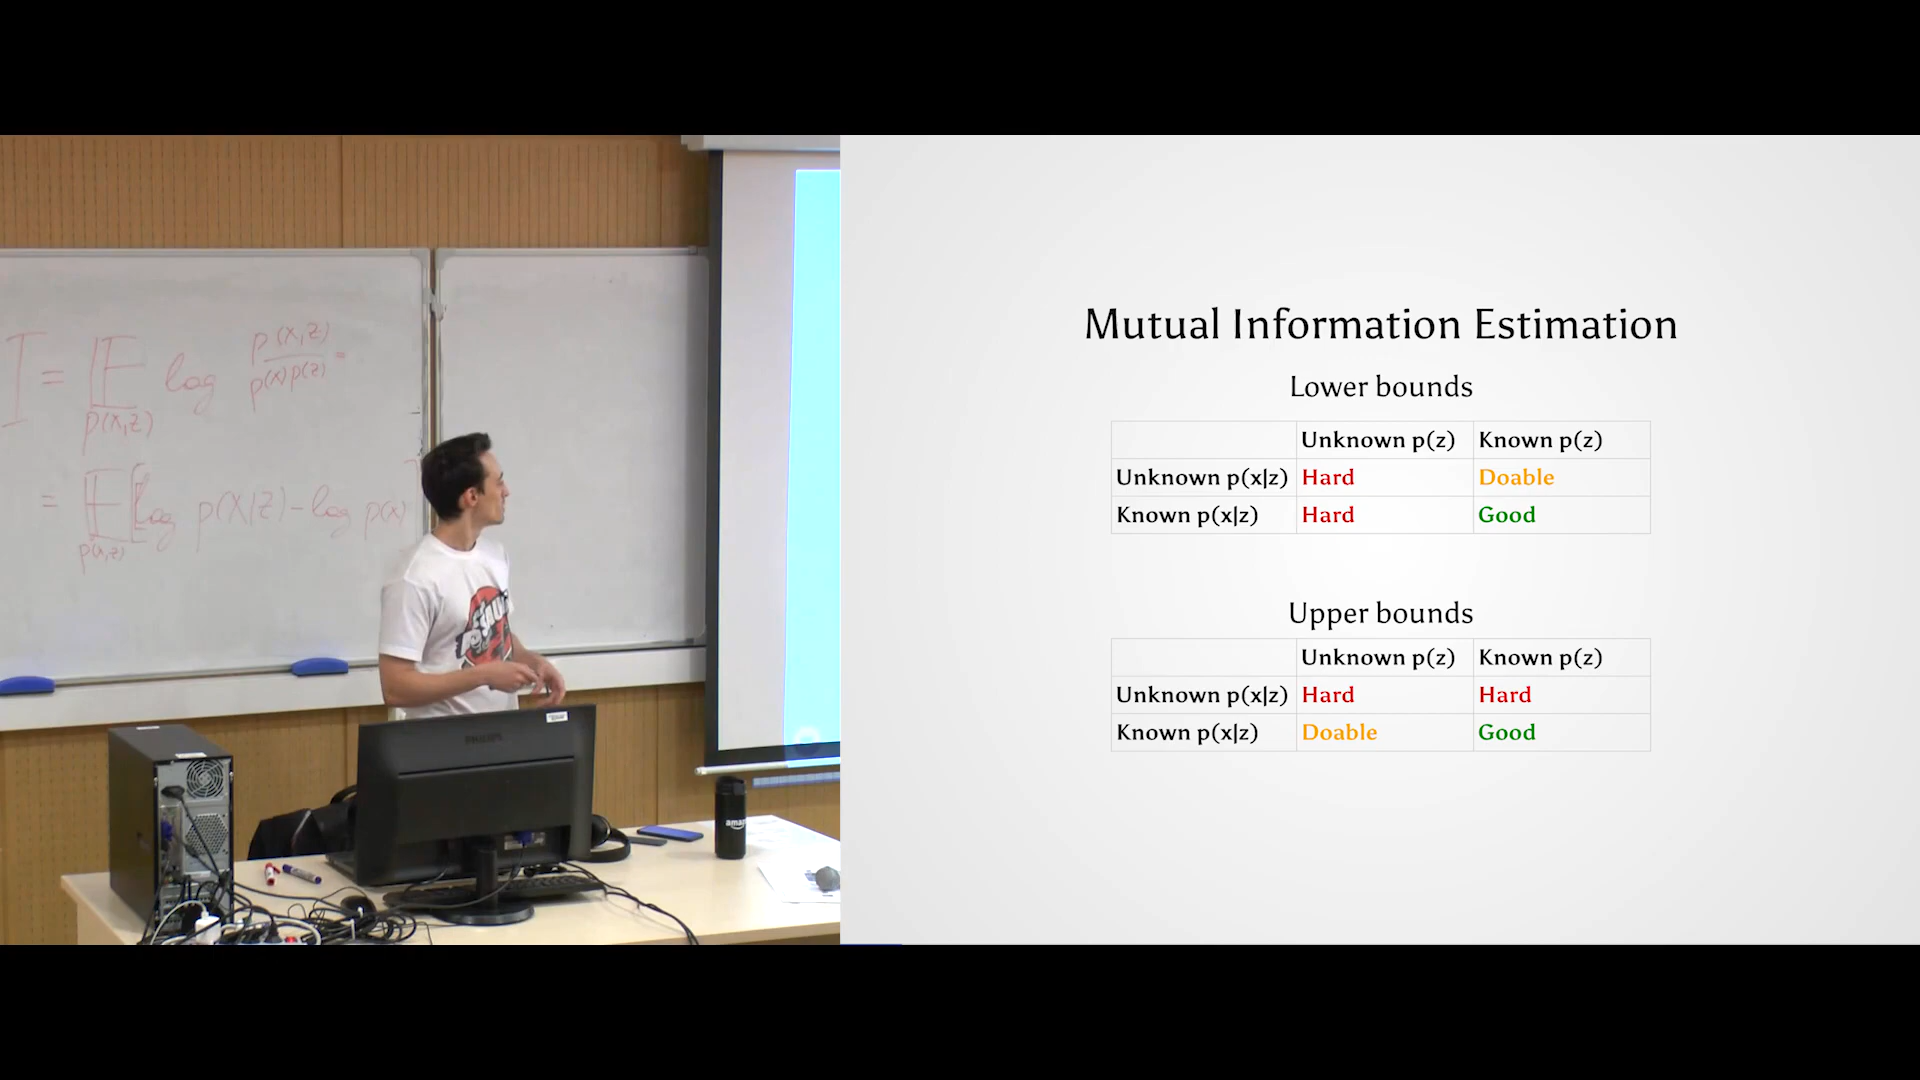 I = E log p(x,z) =
p(x)p(z)
p(x,z)
= E [log p(x|z) - log p(x)
p(x,z)
PHILIPS
amaz
Mutual Information Estimation
Lower bounds
Unknown p(z) Known p(z)
Unknown p(x|z) Hard Doable
Known p(x|z) Hard Good
Upper bounds
Unknown p(z) Known p(z)
Unknown p(x|z) Hard Hard
Known p(x|z) Doable Good